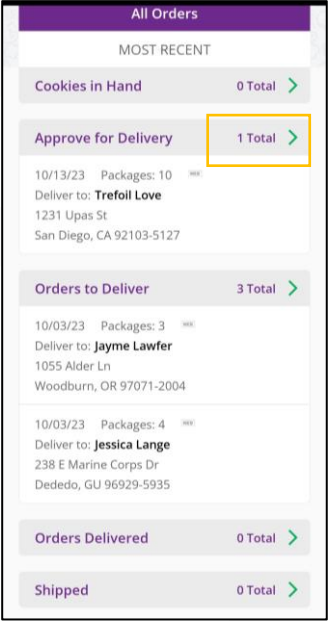 All Orders
MOST RECENT
Cookies in Hand 0 Total
Approve for Delivery 1 Total
10/13/23 Packages: 10
Deliver to: Trefoil Love
1231 Upas St
San Diego, CA 92103-5127
Orders to Deliver 3 Total
10/03/23 Packages: 3
Deliver to: Jayme Lawfer
1055 Alder Ln
Woodburn, OR 97071-2004
10/03/23 Packages: 4
Deliver to: Jessica Lange
238 E Marine Corps Dr
Dededo, GU 96929-5935
Orders Delivered 0 Total
Shipped 0 Total